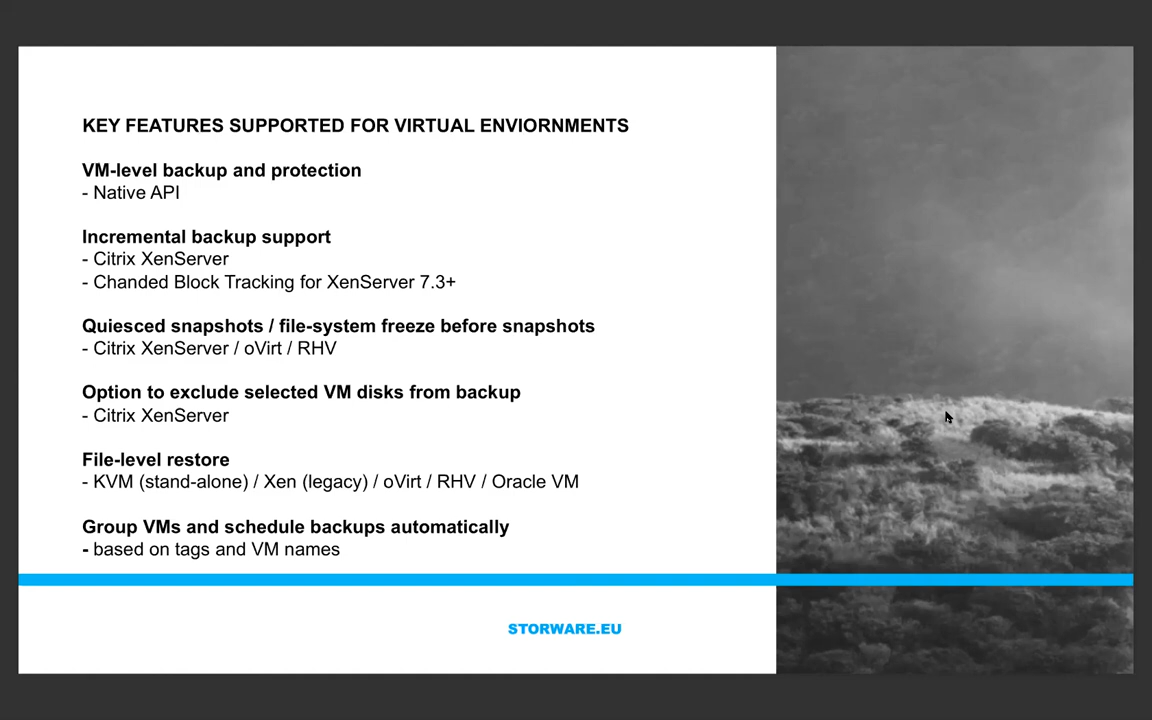 KEY FEATURES SUPPORTED FOR VIRTUAL ENVIORNMENTS
VM-level backup and protection
- Native API
Incremental backup support
- Citrix XenServer
- Chanded Block Tracking for XenServer 7.3+
Quiesced snapshots / file-system freeze before snapshots
- Citrix XenServer / oVirt / RHV
Option to exclude selected VM disks from backup
- Citrix XenServer
File-level restore
- KVM (stand-alone) / Xen (legacy) / oVirt / RHV / Oracle VM
Group VMs and schedule backups automatically
- based on tags and VM names
STORWARE.EU